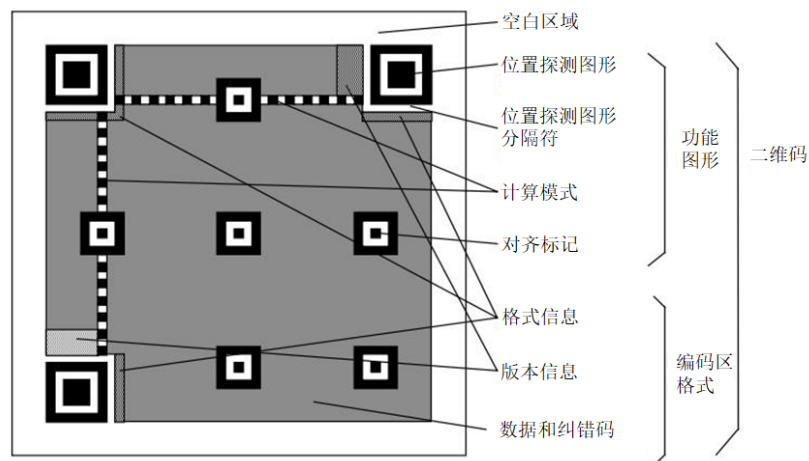 空白区域
位置探测图形
位置探测图形
分隔符
功能
图形
二维码
计算模式
对齐标记
格式信息
版本信息
编码区
格式
数据和纠错码